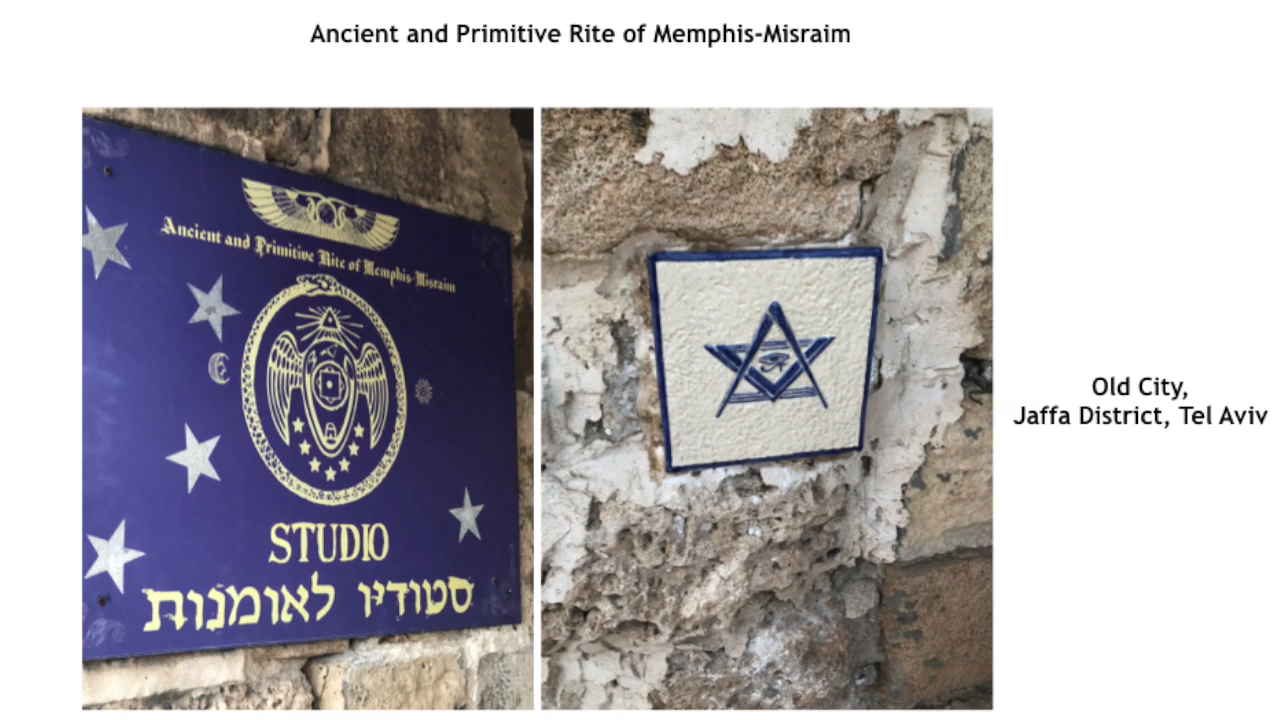 Ancient and Primitive Rite of Memphis-Misraim
Ancient and Primitive Rite of Memphis-Misraim
STUDIO
סטודיו לאומנות
Old City,
Jaffa District, Tel Aviv